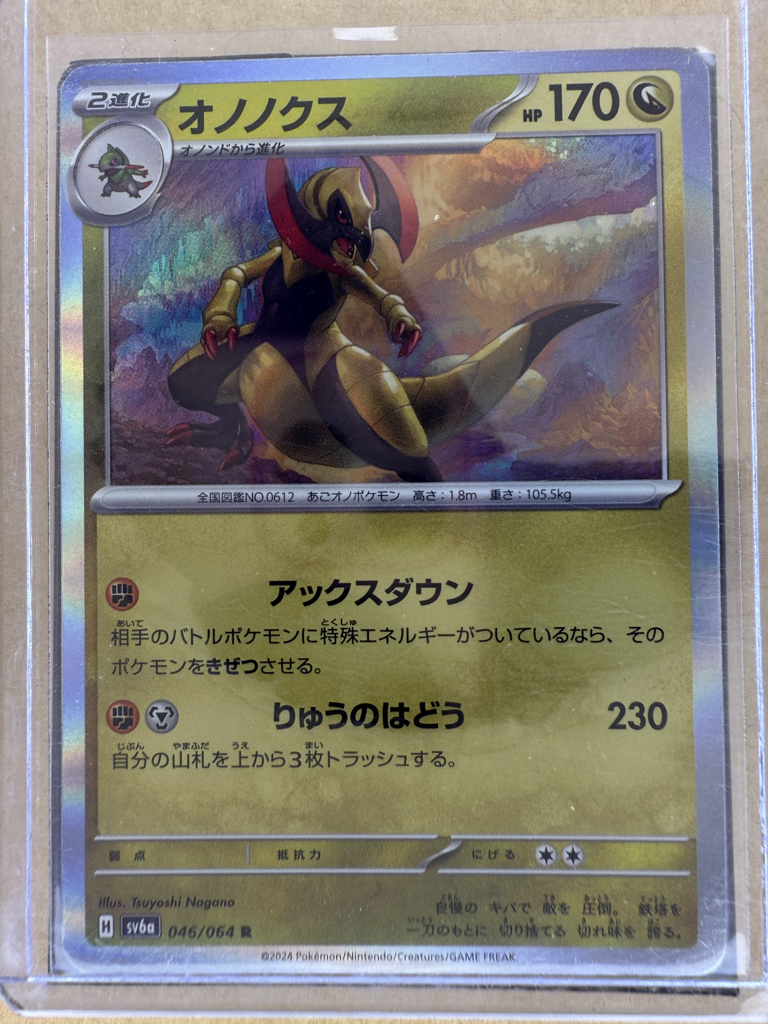 2進化 オノノクス HP 170
オノンドから進化
全国図鑑NO.0612 あごオノポケモン 高さ：1.8m 重さ：105.5kg
アックスダウン
相手のバトルポケモンに特殊エネルギーがついているなら、その
ポケモンをきぜつさせる。
りゅうのはどう 230
自分の山札を上から3枚トラッシュする。
弱点 抵抗力 にげる
Illus. Tsuyoshi Nagano
自慢の キバで 敵を 圧倒。 鉄塔を
一刀のもとに 切り捨てる 切れ味を 誇る。
H sv6a 046/064 R
©2024 Pokémon/Nintendo/Creatures/GAME FREAK.